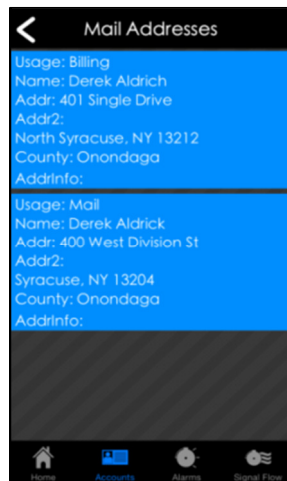 Mail Addresses
Usage: Billing
Name: Derek Aldrich
Addr: 401 Single Drive
Addr2:
North Syracuse, NY 13212
County: Onondaga
AddrInfo:
Usage: Mail
Name: Derek Aldrick
Addr: 400 West Division St
Addr2:
Syracuse, NY 13204
County: Onondaga
AddrInfo:
Home Accounts Alarms Signal Flow